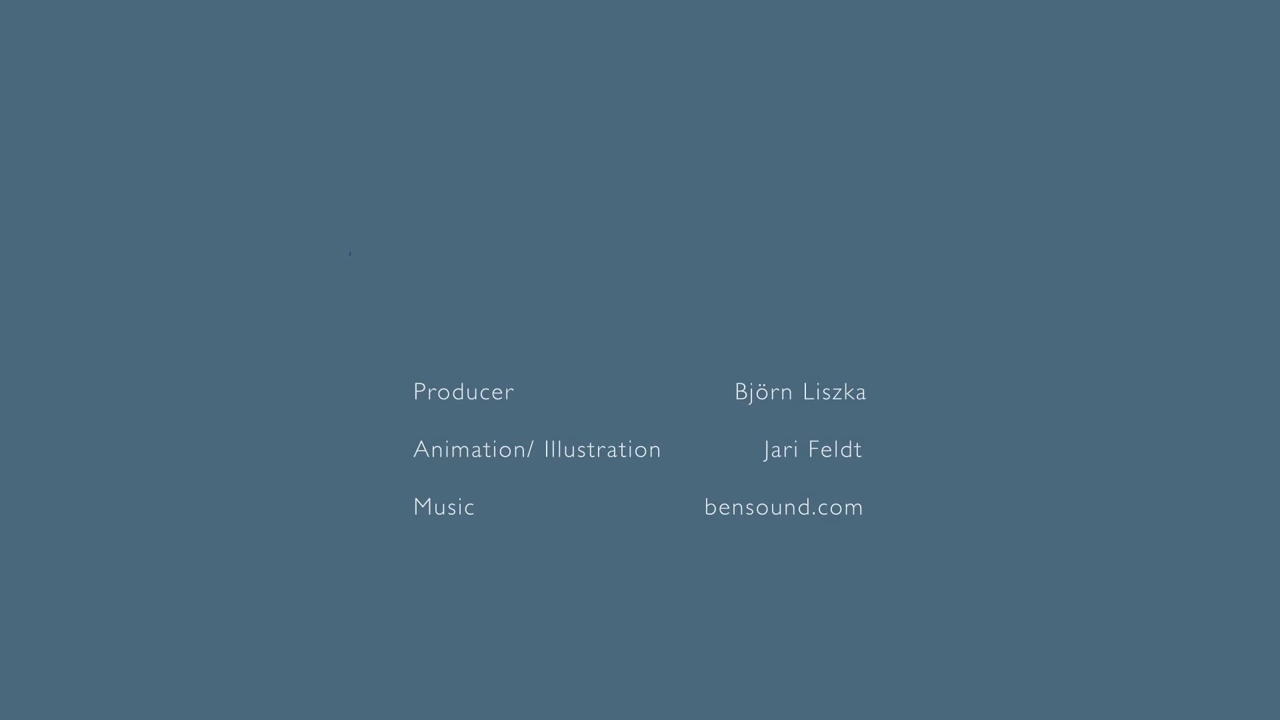 Producer Björn Liszka
Animation/ Illustration Jari Feldt
Music bensound.com